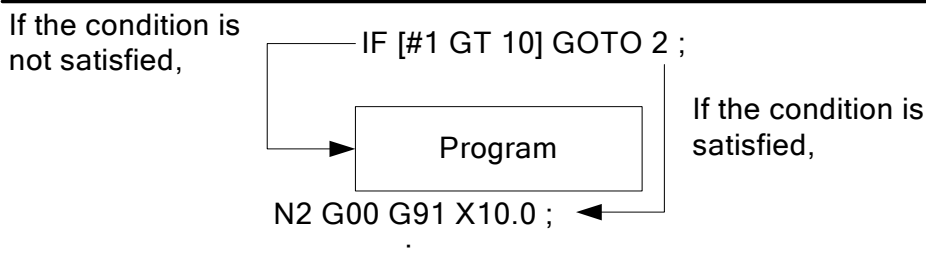 If the condition is
not satisfied,
IF [#1 GT 10] GOTO 2 ;
If the condition is
satisfied,
Program
N2 G00 G91 X10.0 ;
.